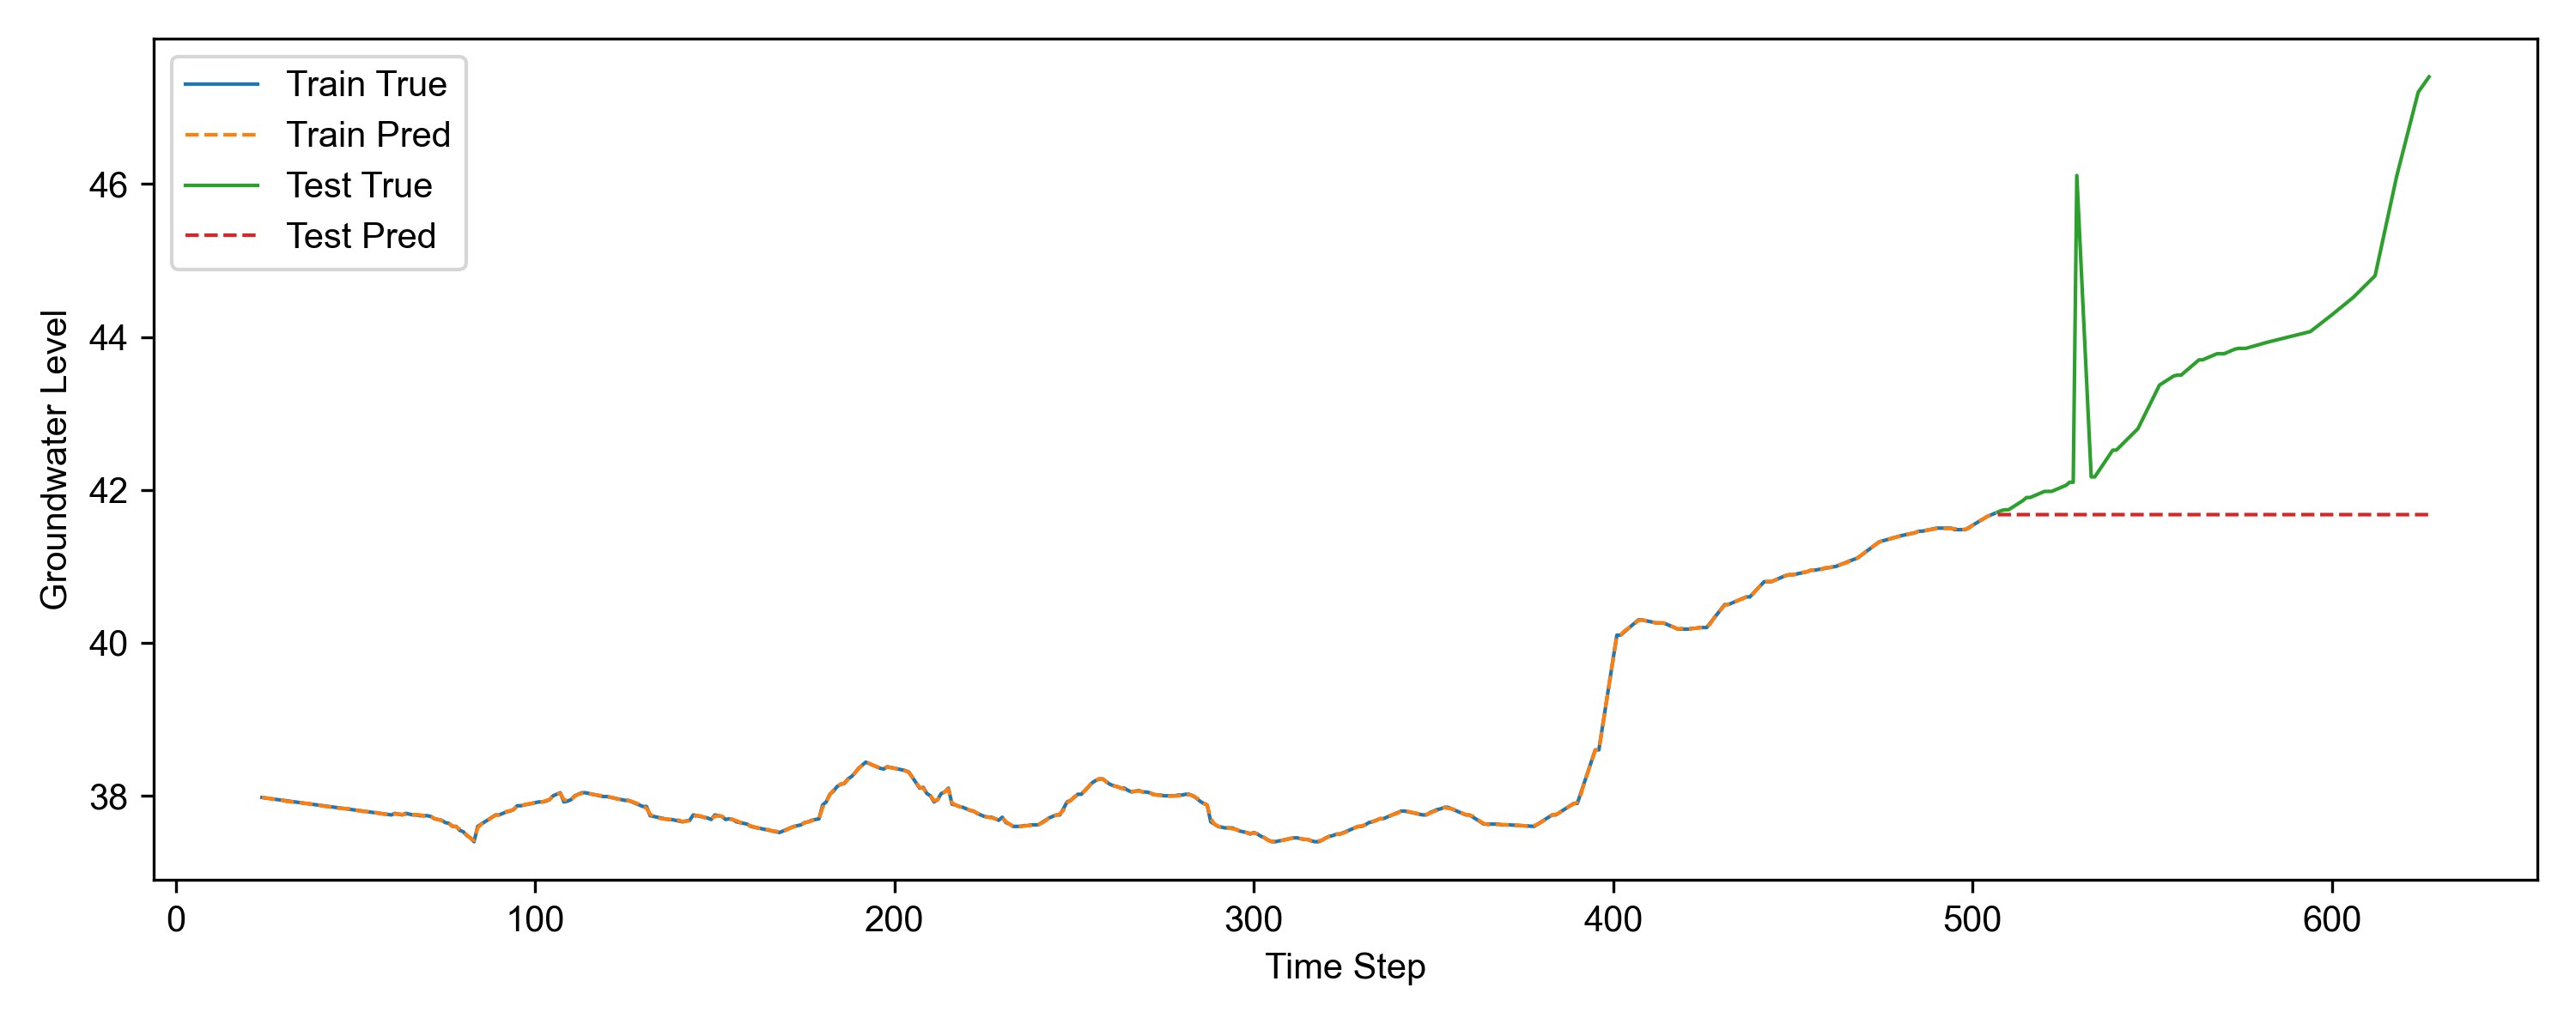 Train True
Train Pred
Test True
Test Pred
46
44
42
40
38
Groundwater Level
0 100 200 300 400 500 600
Time Step